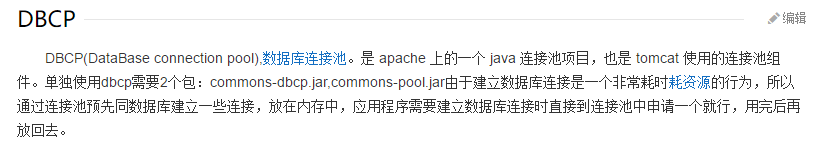 DBCP
编辑
DBCP(DataBase connection pool),数据库连接池。是 apache 上的一个 java 连接池项目，也是 tomcat 使用的连接池组
件。单独使用dbcp需要2个包：commons-dbcp.jar,commons-pool.jar由于建立数据库连接是一个非常耗时耗资源的行为，所以
通过连接池预先同数据库建立一些连接，放在内存中，应用程序需要建立数据库连接时直接到连接池中申请一个就行，用完后再
放回去。